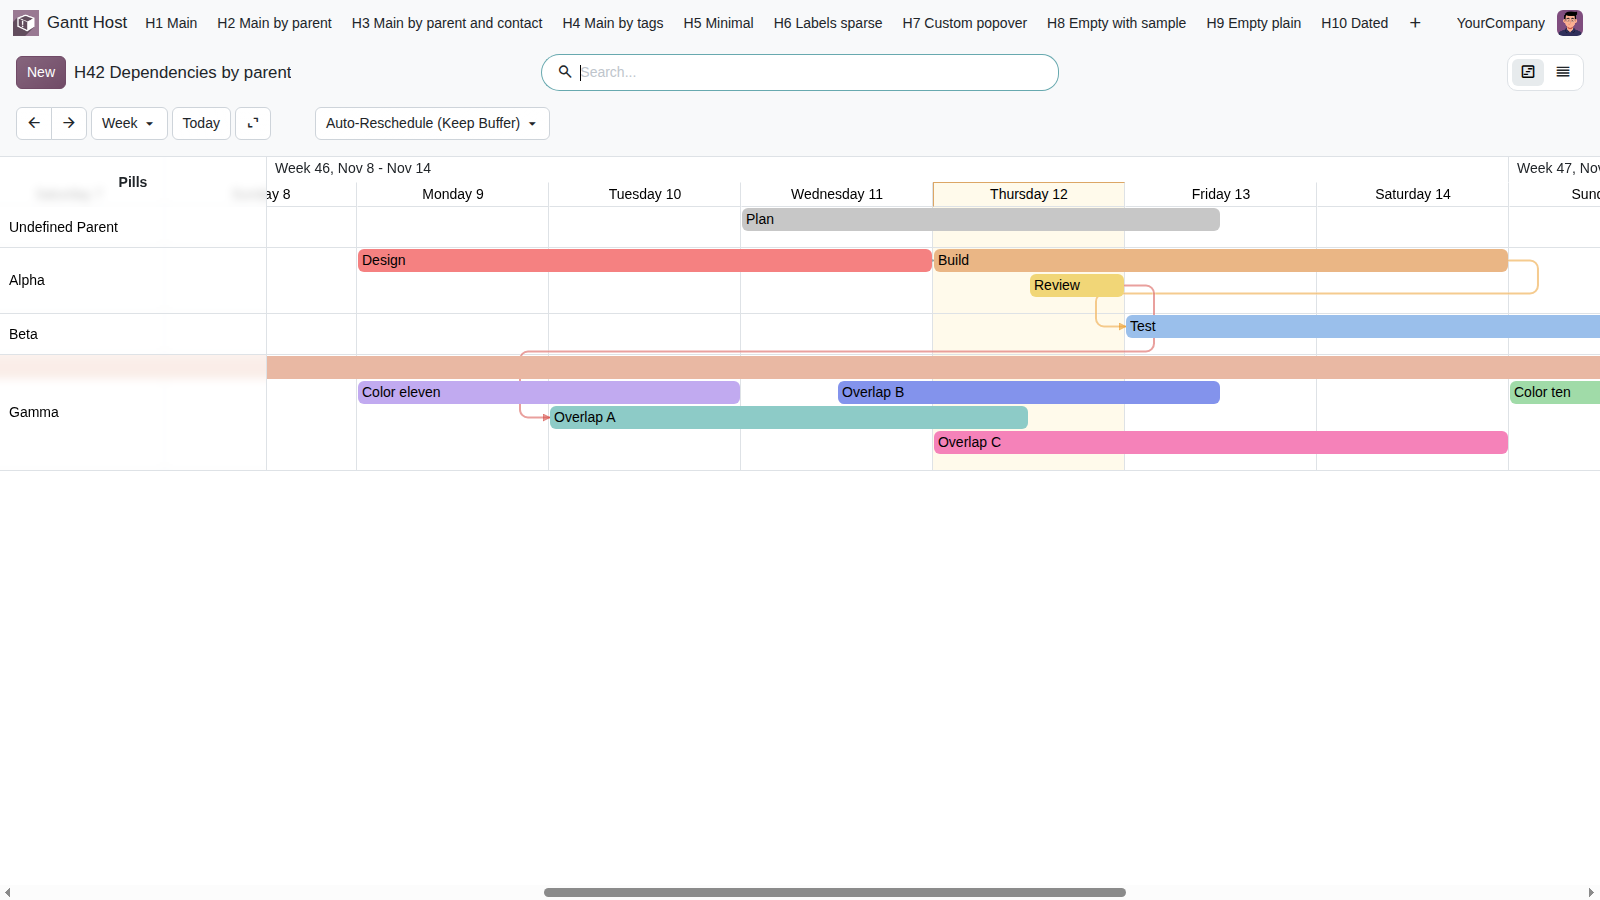 Gantt Host H1 Main H2 Main by parent H3 Main by parent and contact H4 Main by tags H5 Minimal H6 Labels sparse H7 Custom popover H8 Empty with sample H9 Empty plain H10 Dated + YourCompany
New H42 Dependencies by parent Search...
Week Today Auto-Reschedule (Keep Buffer)
Pills
Week 46, Nov 8 - Nov 14 Week 47, Nov
ay 8 Monday 9 Tuesday 10 Wednesday 11 Thursday 12 Friday 13 Saturday 14 Sund
Undefined Parent Plan
Alpha Design Build
Review
Beta Test
Gamma Color eleven Overlap B Color ten
Overlap A
Overlap C